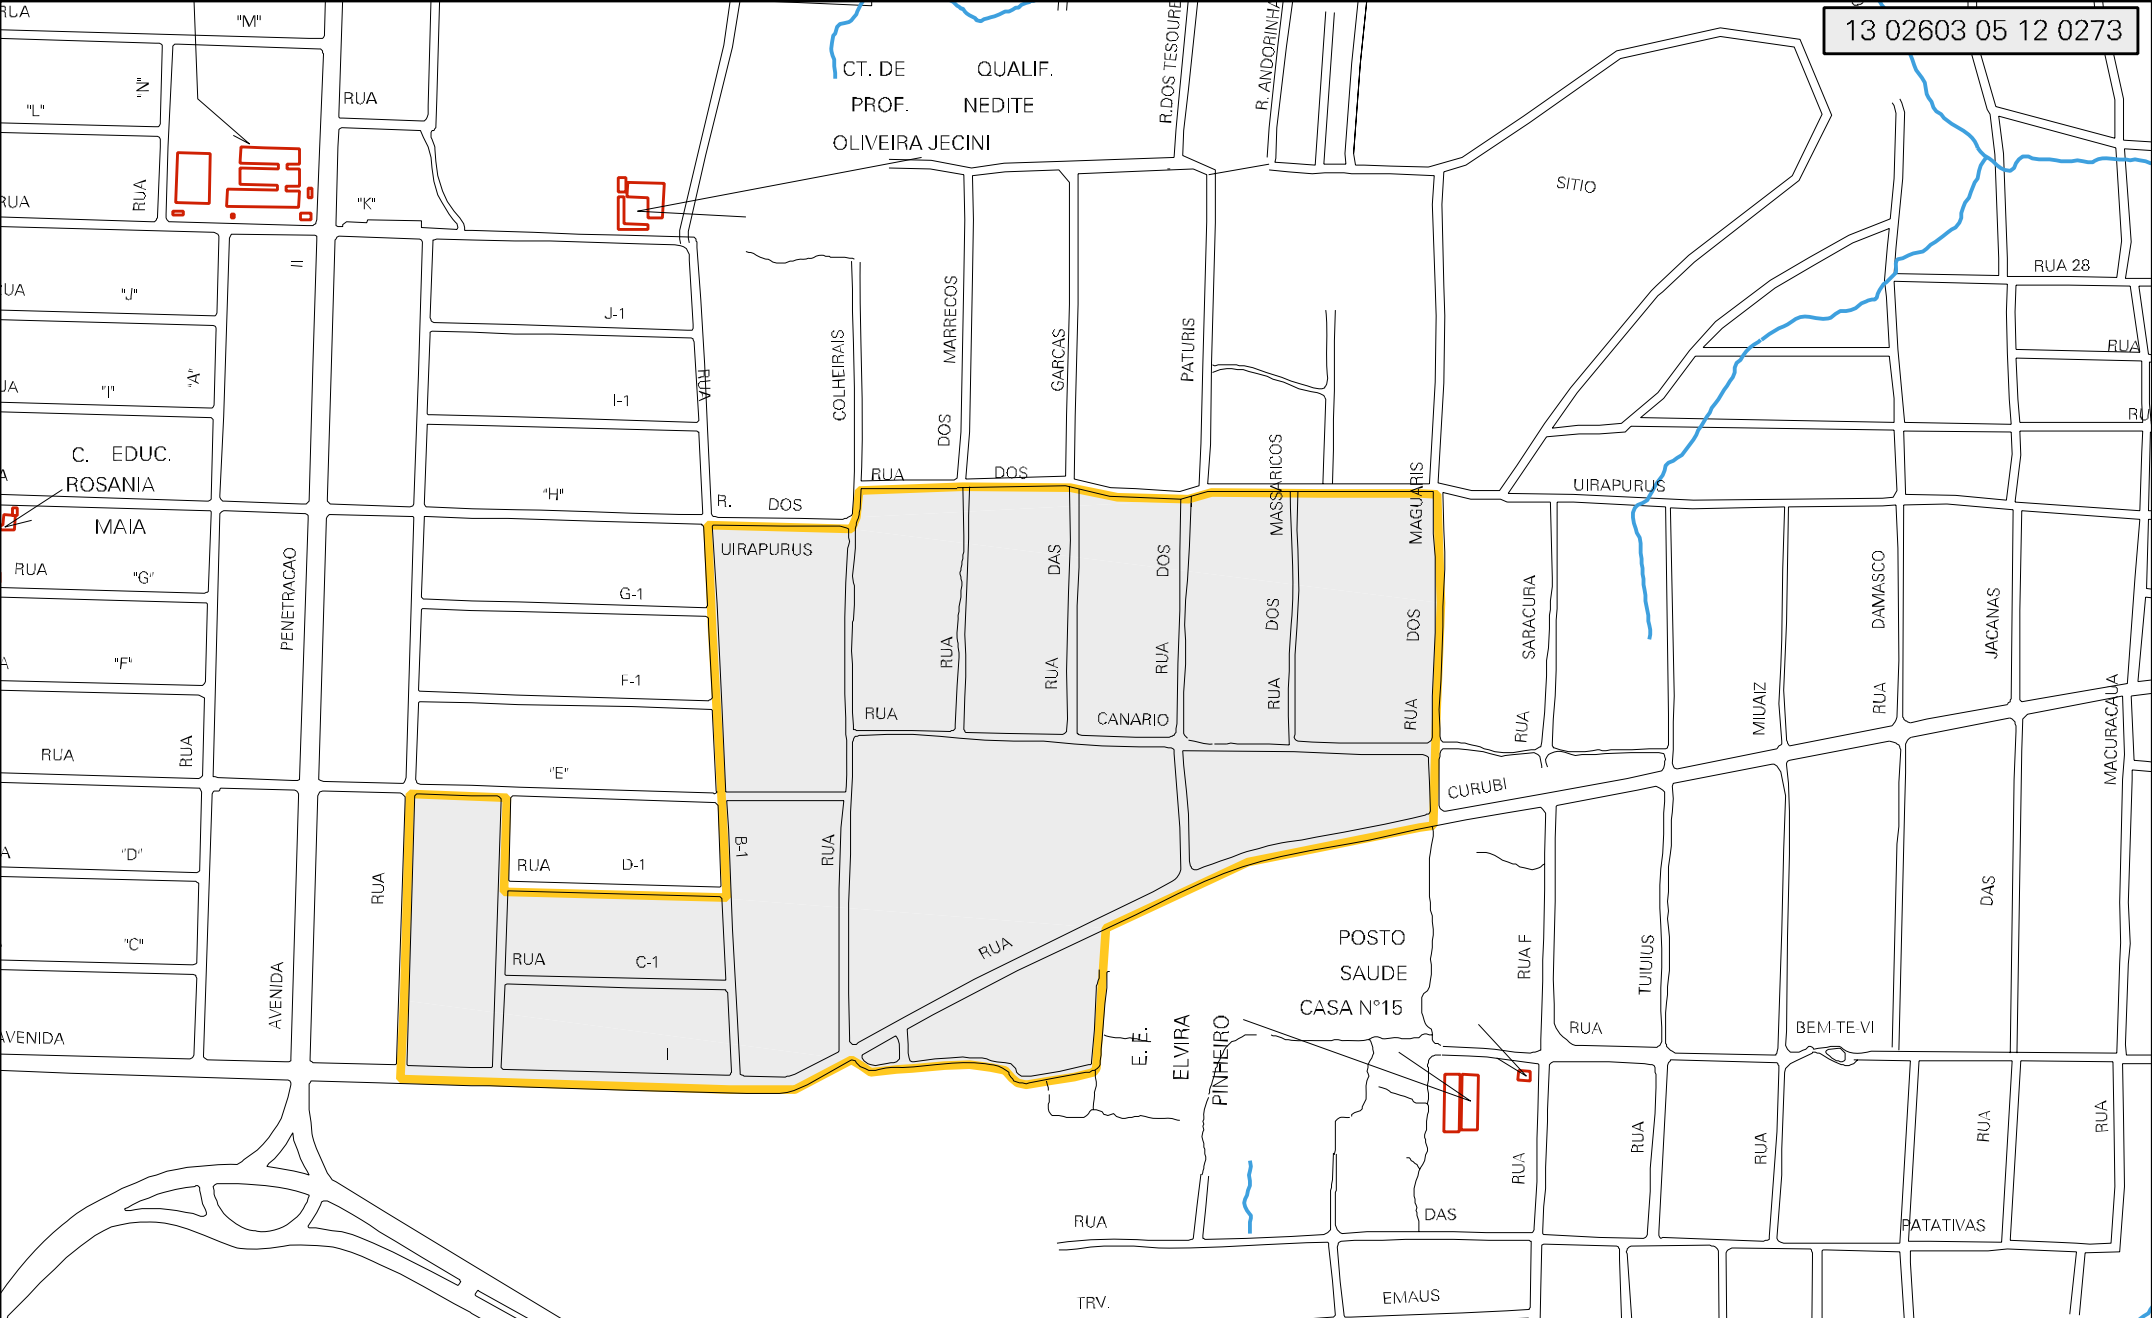 13 02603 05 12 0273
RUA
"M"
"N"
"L"
RUA
RUA
RUA
"K"
CT. DE QUALIF.
PROF. NEDITE
OLIVEIRA JECINI
R.DOS TESOURE
R. ANDORINHA
SITIO
RUA 28
RUA
RU
UA
"J"
J-1
UA
"I"
"A"
I-1
RUA
COLHEIRAIS
MARRECOS
DOS
GARCAS
PATURIS
MASSARICOS
MAGUARIS
C. EDUC.
ROSANIA
MAIA
A
"H"
R. DOS
UIRAPURUS
RUA DOS
UIRAPURUS
RUA
"G"
PENETRACAO
G-1
DAS
DOS
DOS
DOS
SARACURA
DAMASCO
JACANAS
A
"F"
F-1
RUA
RUA
RUA
RUA
RUA
RUA
RUA
MIUAIZ
RUA
MACURACAUA
RUA
RUA
"E"
RUA
CANARIO
CURUBI
A
"D"
RUA
D-1
B-1
RUA
RUA
"C"
RUA
C-1
RUA
DAS
AVENIDA
AVENIDA
I
POSTO
SAUDE
CASA N°15
RUA F
TUIUIUS
RUA
BEM-TE-VI
E. E.
ELVIRA
PINHEIRO
RUA
RUA
RUA
RUA
RUA
RUA
DAS
PATATIVAS
TRV.
EMAUS